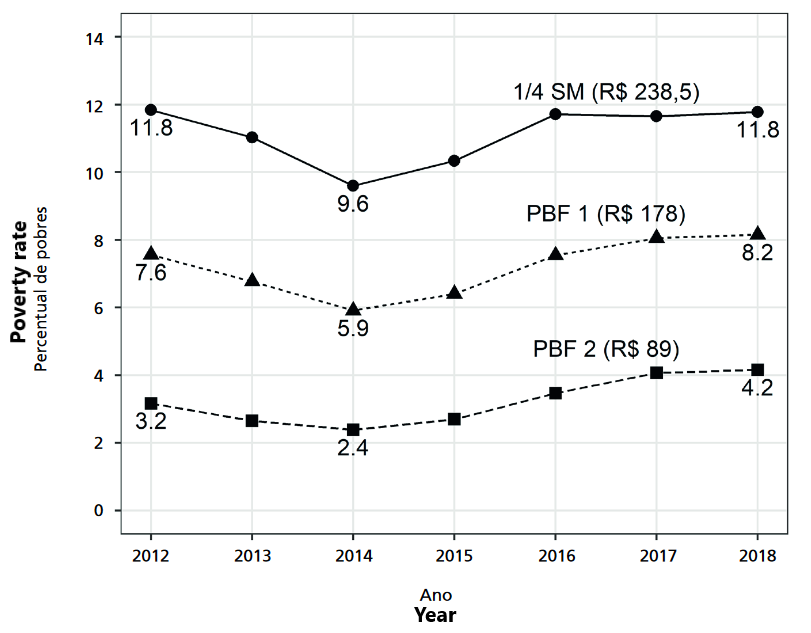 14
12
10
8
6
4
2
0
Poverty rate
Percentual de pobres
1/4 SM (R$ 238,5)
11.8
9.6
11.8
PBF 1 (R$ 178)
7.6
5.9
8.2
PBF 2 (R$ 89)
3.2
2.4
4.2
2012 2013 2014 2015 2016 2017 2018
Ano
Year